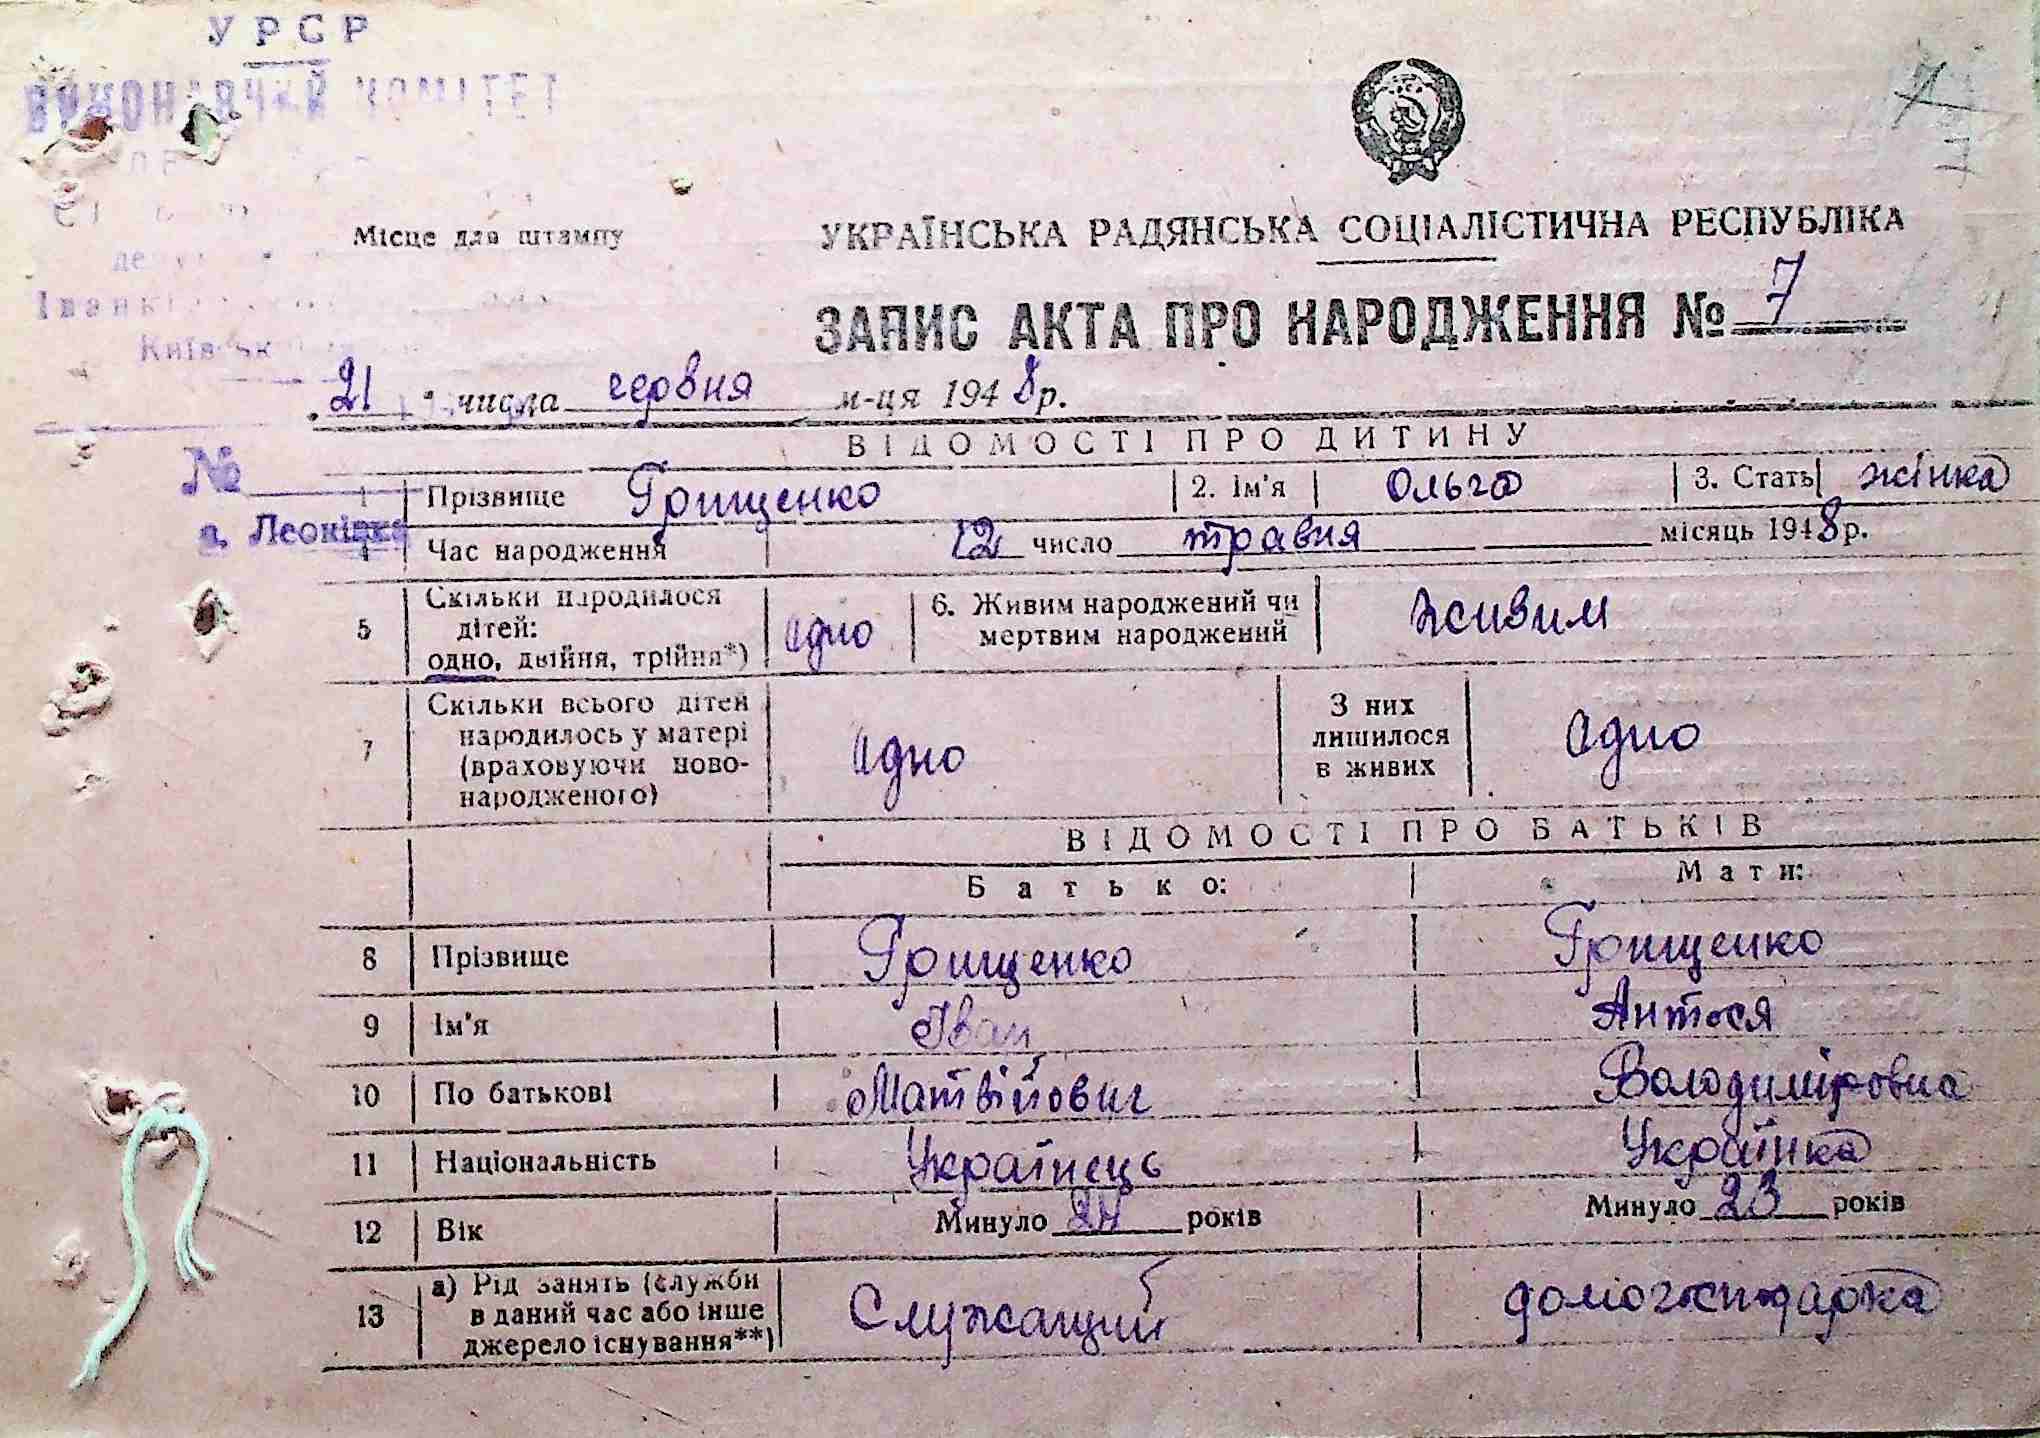 УРСР
ВИКОНАВЧИЙ КОМІТЕТ
Місце для штампу
УКРАЇНСЬКА РАДЯНСЬКА СОЦІАЛІСТИЧНА РЕСПУБЛІКА
ЗАПИС АКТА ПРО НАРОДЖЕННЯ № 7
21 числа червня м-ця 1948 р.
ВІДОМОСТІ ПРО ДИТИНУ
№
с. Леонівка
1 Прізвище Грищенко 2. Ім'я Ольга 3. Стать жінка
4 Час народження 12 число травня місяць 1948 р.
5 Скільки народилося дітей: одно, двійня, трійня*) одно 6. Живим народжений чи мертвим народжений живим
7 Скільки всього дітей народилось у матері (враховуючи ново-народженого) одно З них лишилося в живих одно
ВІДОМОСТІ ПРО БАТЬКІВ
Батько: Мати:
8 Прізвище Грищенко Грищенко
9 Ім'я Іван Антося
10 По батькові Матвійович Володиміровна
11 Національність Українець Українка
12 Вік Минуло 24 років Минуло 23 років
13 а) Рід занять (служби в даний час або інше джерело існування**) Служащий домогосподарка